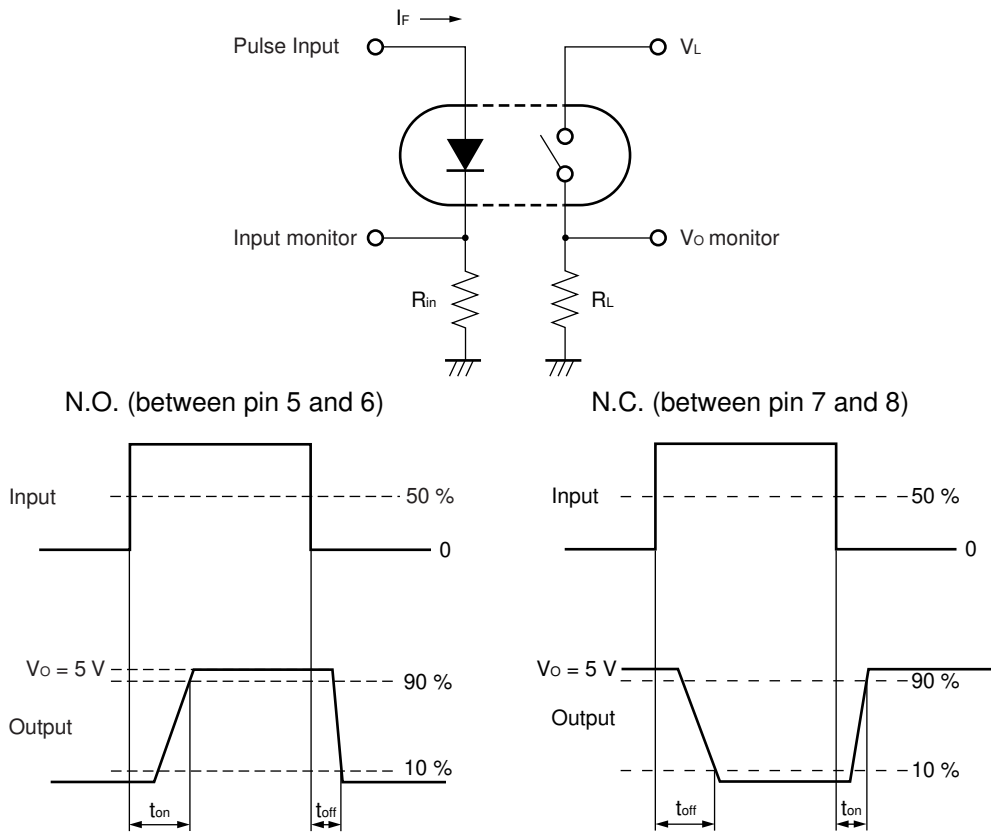 IF
Pulse Input
VL
Input monitor
VO monitor
Rin
RL
N.O. (between pin 5 and 6)
Input
50 %
0
VO = 5 V
90 %
Output
10 %
ton
toff
N.C. (between pin 7 and 8)
Input
50 %
0
VO = 5 V
90 %
Output
10 %
toff
ton